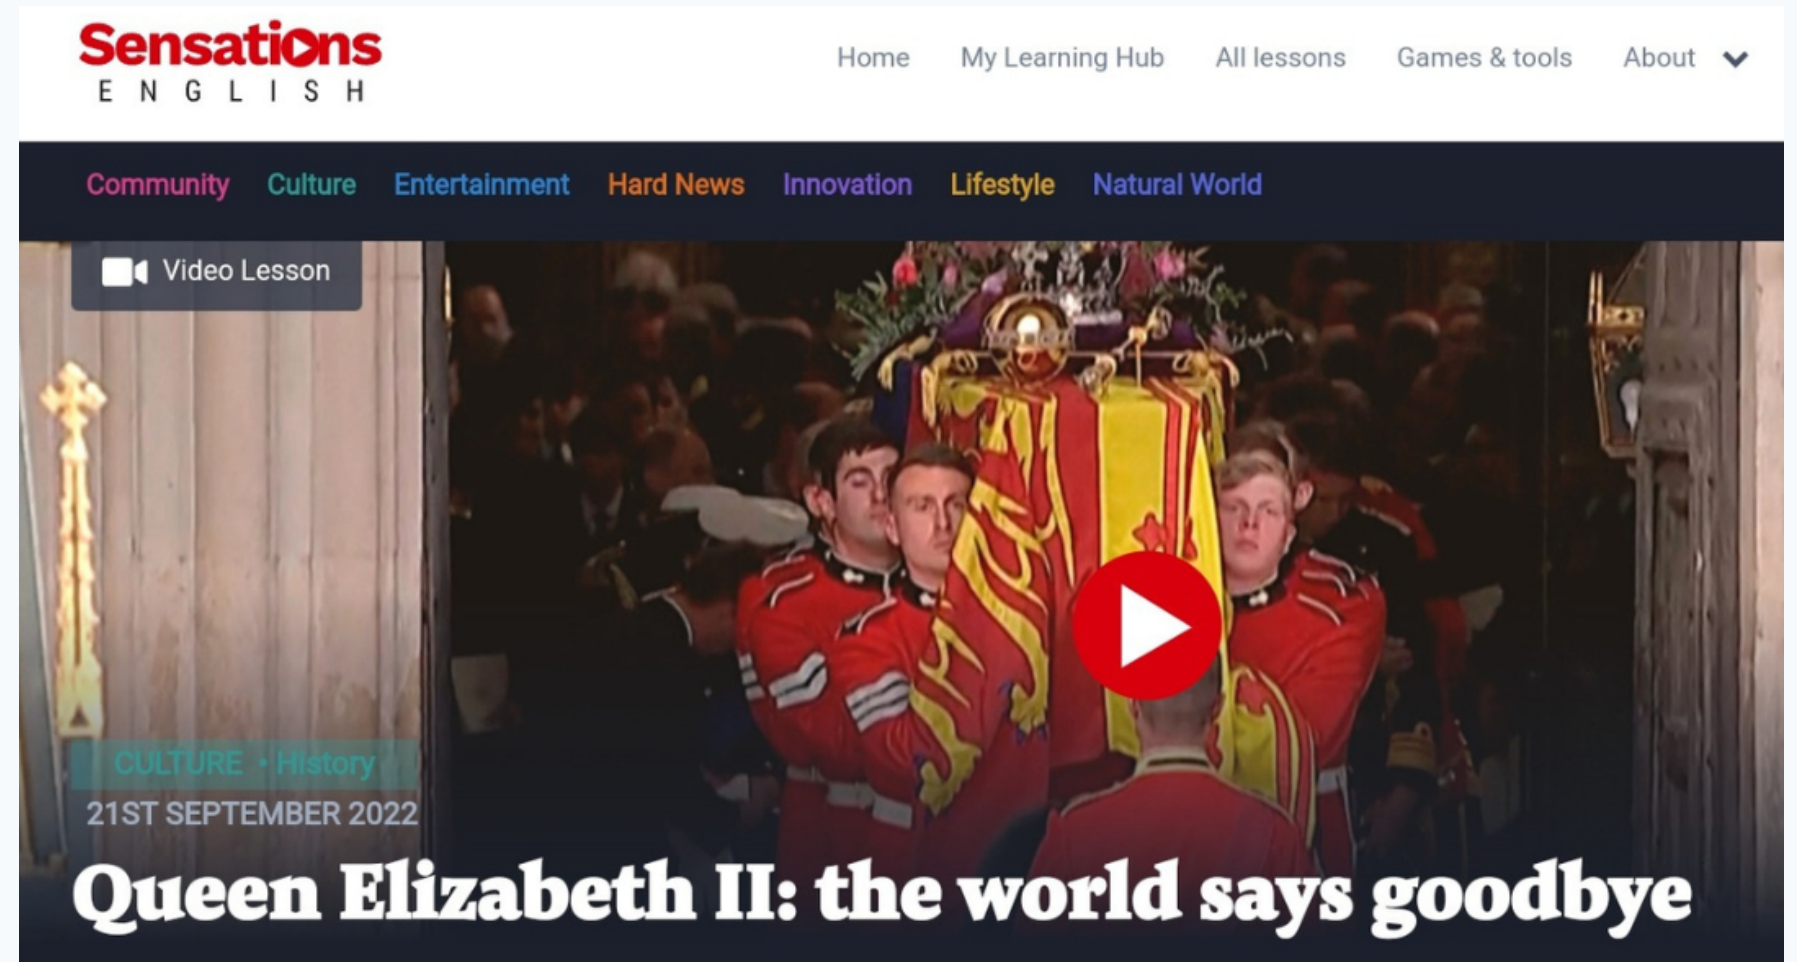 Sensations
ENGLISH
Home My Learning Hub All lessons Games & tools About
Community Culture Entertainment Hard News Innovation Lifestyle Natural World
Video Lesson
CULTURE • History
21ST SEPTEMBER 2022
Queen Elizabeth II: the world says goodbye